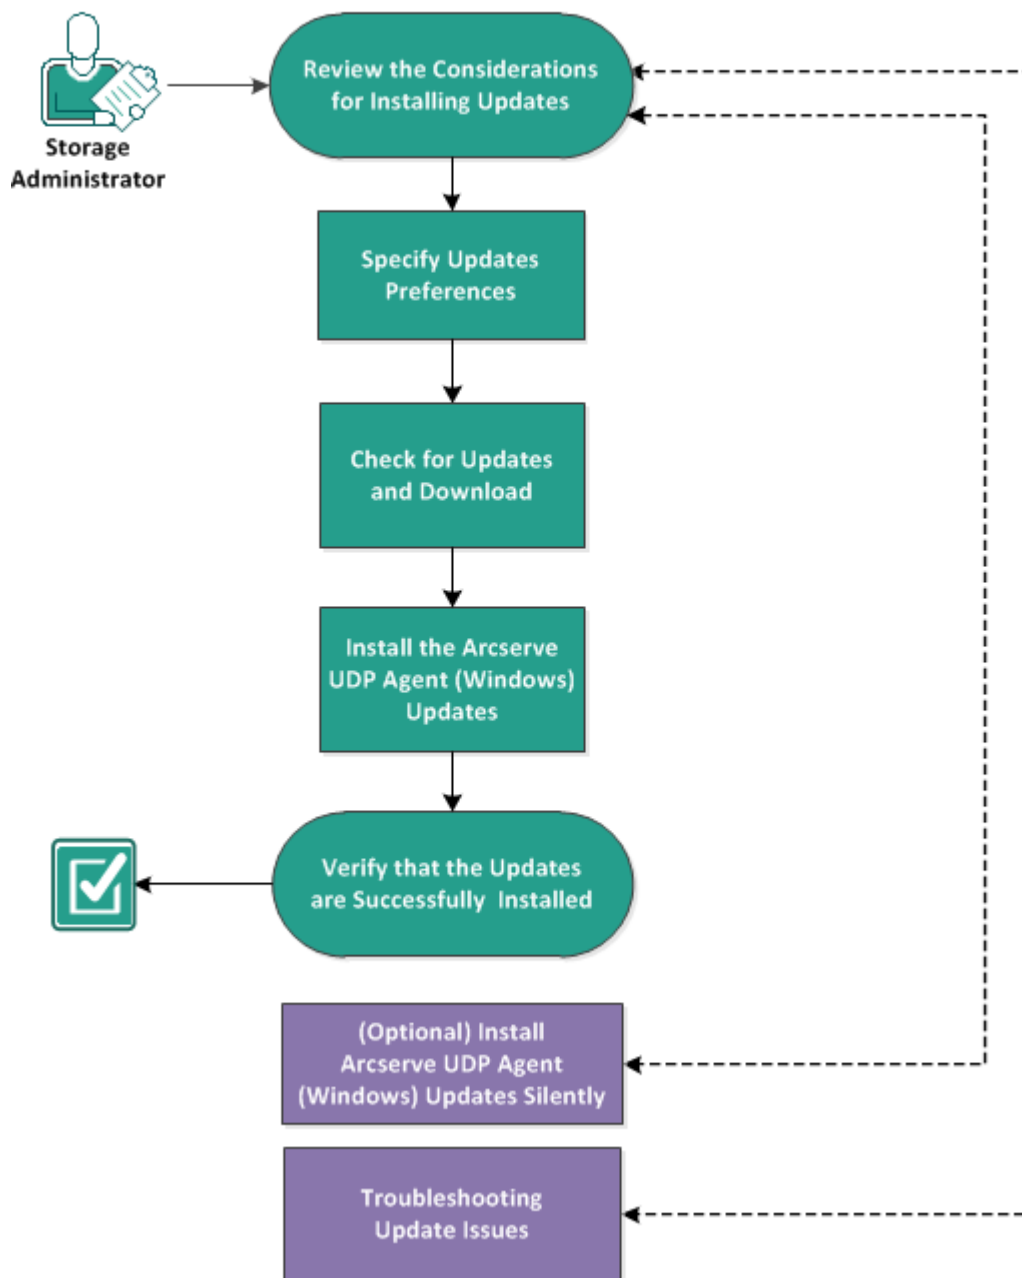 Storage
Administrator
Review the Considerations
for Installing Updates
Specify Updates
Preferences
Check for Updates
and Download
Install the Arcserve
UDP Agent (Windows)
Updates
Verify that the Updates
are Successfully Installed
(Optional) Install
Arcserve UDP Agent
(Windows) Updates Silently
Troubleshooting
Update Issues